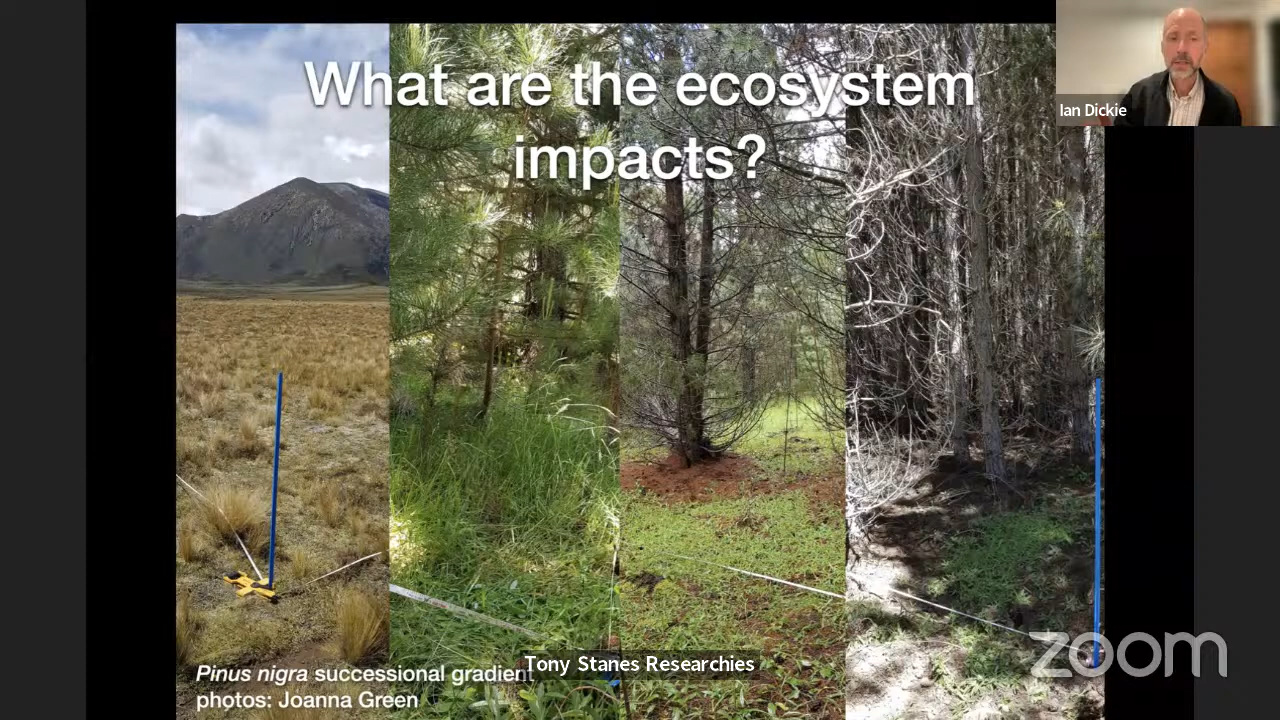 What are the ecosystem
impacts?
Ian Dickie
Pinus nigra successional gradient
photos: Joanna Green
Tony Stanes Researchies
zoom